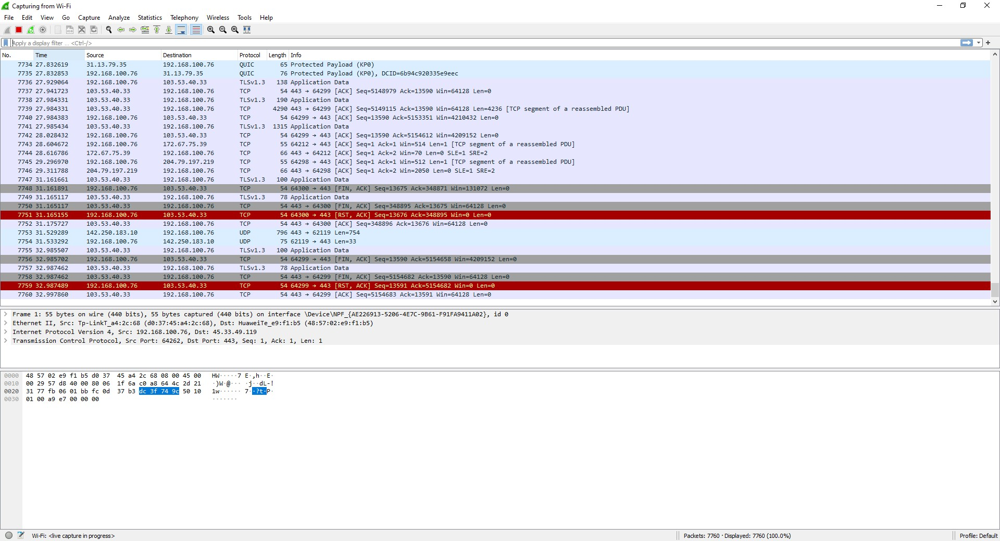 Capturing from Wi-Fi
File Edit View Go Capture Analyze Statistics Telephony Wireless Tools Help
Apply a display filter ... <Ctrl-/>
No. Time Source Destination Protocol Length Info
7734 27.832619 31.13.79.35 192.168.100.76 QUIC 65 Protected Payload (KP0)
7735 27.832853 192.168.100.76 31.13.79.35 QUIC 76 Protected Payload (KP0), DCID=6b94c920335e9eec
7736 27.929064 192.168.100.76 103.53.40.33 TLSv1.3 138 Application Data
7737 27.941723 103.53.40.33 192.168.100.76 TCP 54 443 → 64299 [ACK] Seq=5148979 Ack=13590 Win=64128 Len=0
7738 27.984331 103.53.40.33 192.168.100.76 TLSv1.3 190 Application Data
7739 27.984331 103.53.40.33 192.168.100.76 TCP 4290 443 → 64299 [ACK] Seq=5149115 Ack=13590 Win=64128 Len=4236 [TCP segment of a reassembled PDU]
7740 27.984383 192.168.100.76 103.53.40.33 TCP 54 64299 → 443 [ACK] Seq=13590 Ack=5153351 Win=4210432 Len=0
7741 27.985434 103.53.40.33 192.168.100.76 TLSv1.3 1315 Application Data
7742 28.028432 192.168.100.76 103.53.40.33 TCP 54 64299 → 443 [ACK] Seq=13590 Ack=5154612 Win=4209152 Len=0
7743 28.604672 192.168.100.76 172.67.75.39 TCP 55 64212 → 443 [ACK] Seq=1 Ack=1 Win=514 Len=1 [TCP segment of a reassembled PDU]
7744 28.616786 172.67.75.39 192.168.100.76 TCP 66 443 → 64212 [ACK] Seq=1 Ack=2 Win=70 Len=0 SLE=1 SRE=2
7745 29.296970 192.168.100.76 204.79.197.219 TCP 55 64298 → 443 [ACK] Seq=1 Ack=1 Win=512 Len=1 [TCP segment of a reassembled PDU]
7746 29.311788 204.79.197.219 192.168.100.76 TCP 66 443 → 64298 [ACK] Seq=1 Ack=2 Win=2050 Len=0 SLE=1 SRE=2
7747 31.161661 103.53.40.33 192.168.100.76 TLSv1.3 100 Application Data
7748 31.161891 192.168.100.76 103.53.40.33 TCP 54 64300 → 443 [FIN, ACK] Seq=13675 Ack=348871 Win=131072 Len=0
7749 31.165117 103.53.40.33 192.168.100.76 TLSv1.3 78 Application Data
7750 31.165117 103.53.40.33 192.168.100.76 TCP 54 443 → 64300 [FIN, ACK] Seq=348895 Ack=13675 Win=64128 Len=0
7751 31.165155 192.168.100.76 103.53.40.33 TCP 54 64300 → 443 [RST, ACK] Seq=13676 Ack=348895 Win=0 Len=0
7752 31.175727 103.53.40.33 192.168.100.76 TCP 54 443 → 64300 [ACK] Seq=348896 Ack=13676 Win=64128 Len=0
7753 31.529289 142.250.183.10 192.168.100.76 UDP 796 443 → 62119 Len=754
7754 31.533292 192.168.100.76 142.250.183.10 UDP 75 62119 → 443 Len=33
7755 32.985507 103.53.40.33 192.168.100.76 TLSv1.3 100 Application Data
7756 32.985702 192.168.100.76 103.53.40.33 TCP 54 64299 → 443 [FIN, ACK] Seq=13590 Ack=5154658 Win=4209152 Len=0
7757 32.987462 103.53.40.33 192.168.100.76 TLSv1.3 78 Application Data
7758 32.987462 103.53.40.33 192.168.100.76 TCP 54 443 → 64299 [FIN, ACK] Seq=5154682 Ack=13590 Win=64128 Len=0
7759 32.987489 192.168.100.76 103.53.40.33 TCP 54 64299 → 443 [RST, ACK] Seq=13591 Ack=5154682 Win=0 Len=0
7760 32.997860 103.53.40.33 192.168.100.76 TCP 54 443 → 64299 [ACK] Seq=5154683 Ack=13591 Win=64128 Len=0
Frame 1: 55 bytes on wire (440 bits), 55 bytes captured (440 bits) on interface \Device\NPF_{AE226913-5206-4E7C-9B61-F91FA9411A02}, id 0
Ethernet II, Src: Tp-LinkT_a4:2c:68 (d0:37:45:a4:2c:68), Dst: HuaweiTe_e9:f1:b5 (48:57:02:e9:f1:b5)
Internet Protocol Version 4, Src: 192.168.100.76, Dst: 45.33.49.119
Transmission Control Protocol, Src Port: 64262, Dst Port: 443, Seq: 1, Ack: 1, Len: 1
0000 48 57 02 e9 f1 b5 d0 37 45 a4 2c 68 08 00 45 00 HW·····7 E·,h··E·
0010 00 29 57 d8 40 00 80 06 1f 6a c0 a8 64 4c 2d 21 ·)W·@··· ·j··dL-!
0020 31 77 fb 06 01 bb fc 0d 37 b3 dc 3f 74 9c 50 10 1w······ 7··?t·P·
0030 01 00 a9 e7 00 00 00 ·······
Wi-Fi: <live capture in progress> Packets: 7760 · Displayed: 7760 (100.0%) Profile: Default